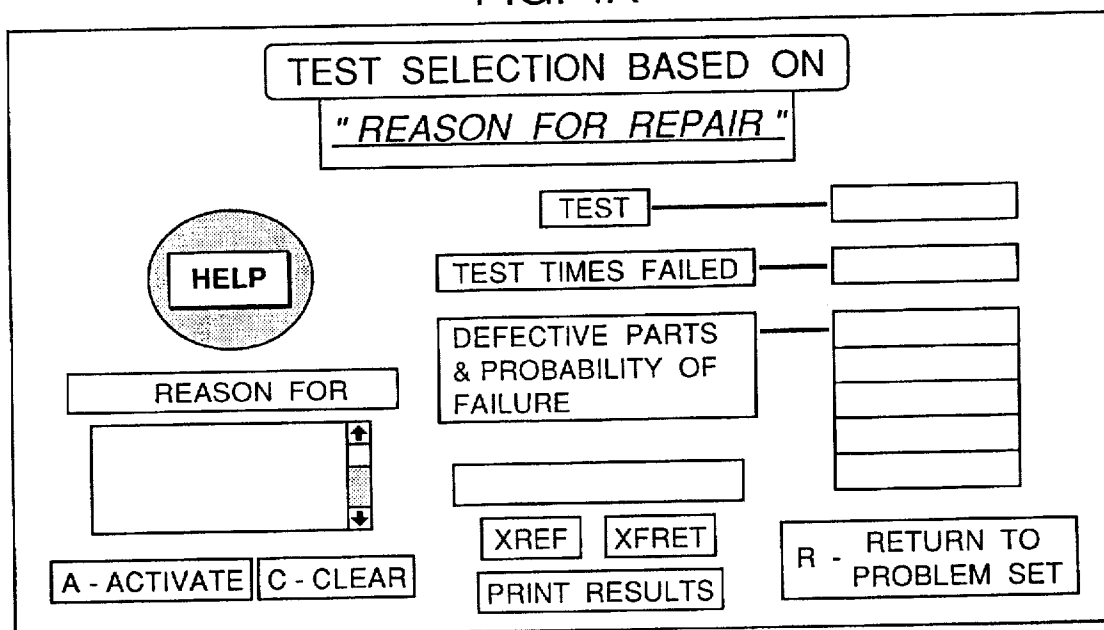 TEST SELECTION BASED ON
"REASON FOR REPAIR"
TEST
HELP
TEST TIMES FAILED
DEFECTIVE PARTS
& PROBABILITY OF
FAILURE
REASON FOR
XREF XFRET
R - RETURN TO
PROBLEM SET
A - ACTIVATE C - CLEAR
PRINT RESULTS